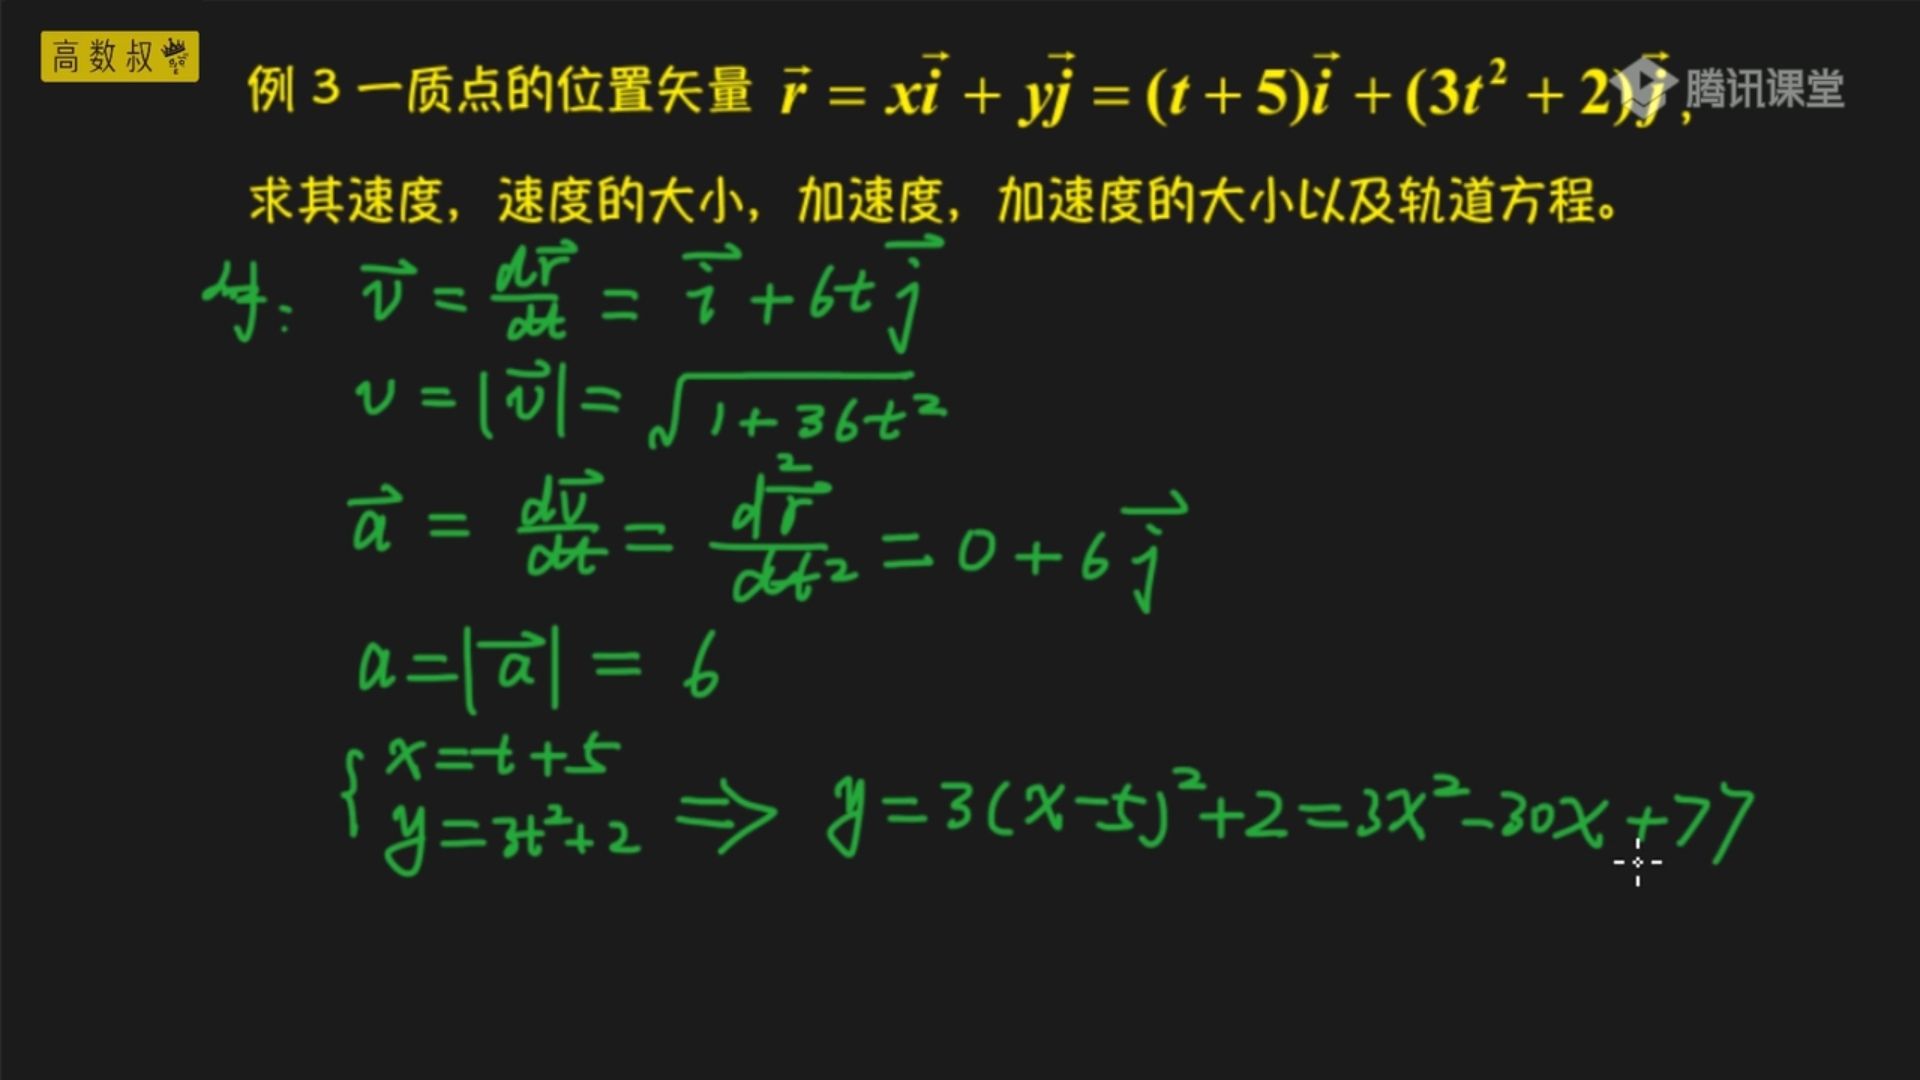 高数叔
腾讯课堂
例 3 一质点的位置矢量 $\vec{r} = x\vec{i} + y\vec{j} = (t + 5)\vec{i} + (3t^2 + 2)\vec{j}$,
求其速度，速度的大小，加速度，加速度的大小以及轨道方程。
解: $\vec{v} = \frac{d\vec{r}}{dt} = \vec{i} + 6t\vec{j}$
$v = |\vec{v}| = \sqrt{1+36t^2}$
$\vec{a} = \frac{d\vec{v}}{dt} = \frac{d^2\vec{r}}{dt^2} = 0 + 6\vec{j}$
$a = |\vec{a}| = 6$
$\begin{cases} x = t + 5 \\ y = 3t^2 + 2 \end{cases} \Rightarrow y = 3(x-5)^2 + 2 = 3x^2 - 30x + 77$